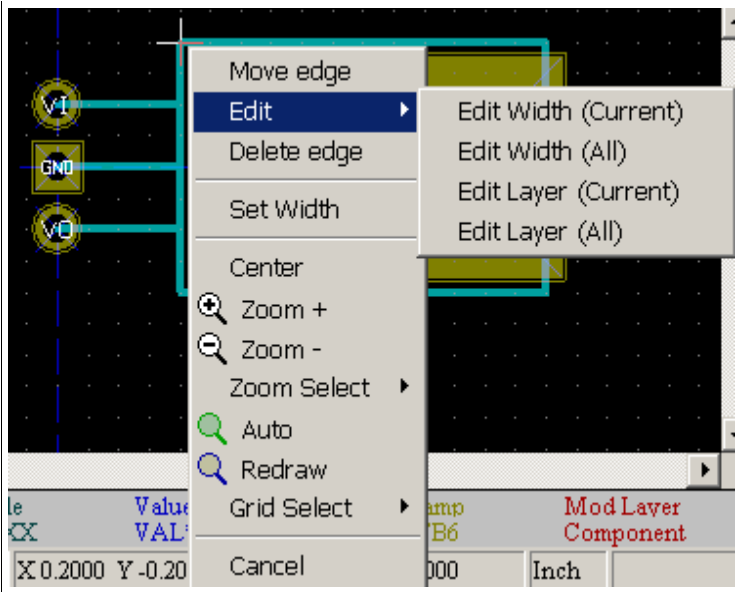 Move edge
VI
Edit
Edit Width (Current)
Delete edge
Edit Width (All)
GND
Edit Layer (Current)
Set Width
VO
Edit Layer (All)
Center
Zoom +
Zoom -
Zoom Select
Auto
Redraw
Grid Select
Value
Mod Layer
VAL
Component
X 0.2000 Y -0.20
Cancel
Inch